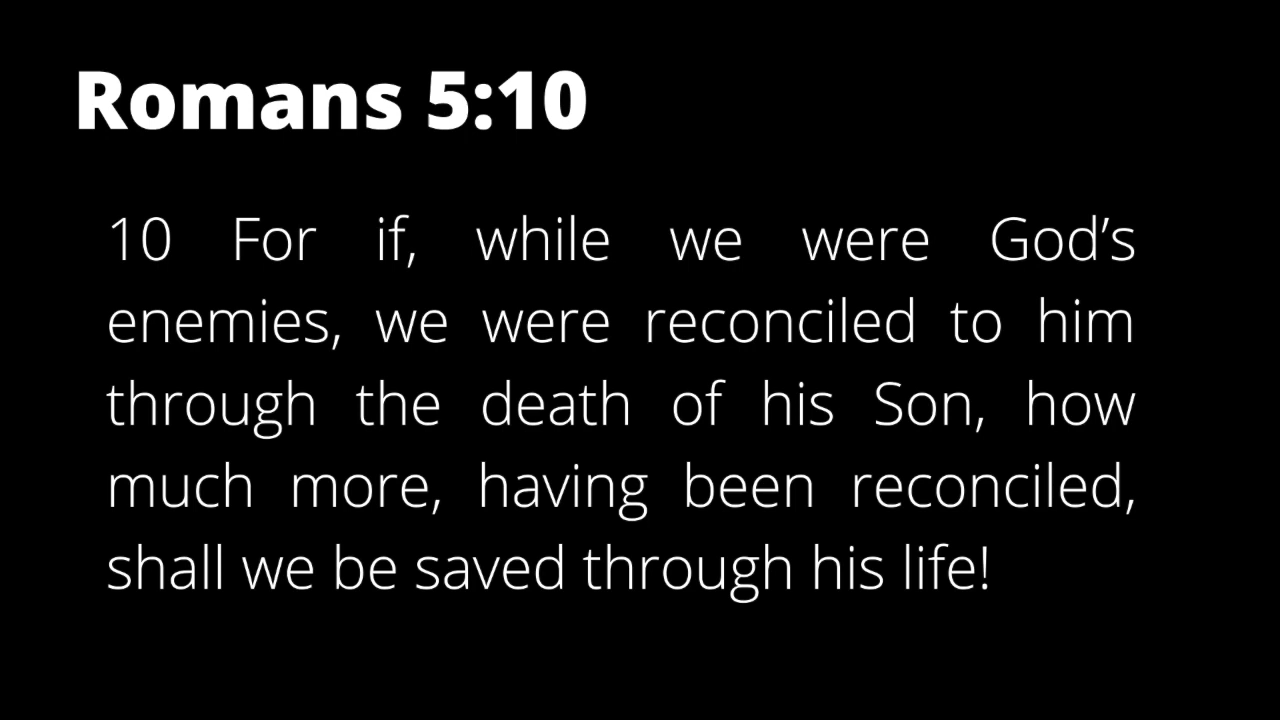 Romans 5:10
10 For if, while we were God’s
enemies, we were reconciled to him
through the death of his Son, how
much more, having been reconciled,
shall we be saved through his life!